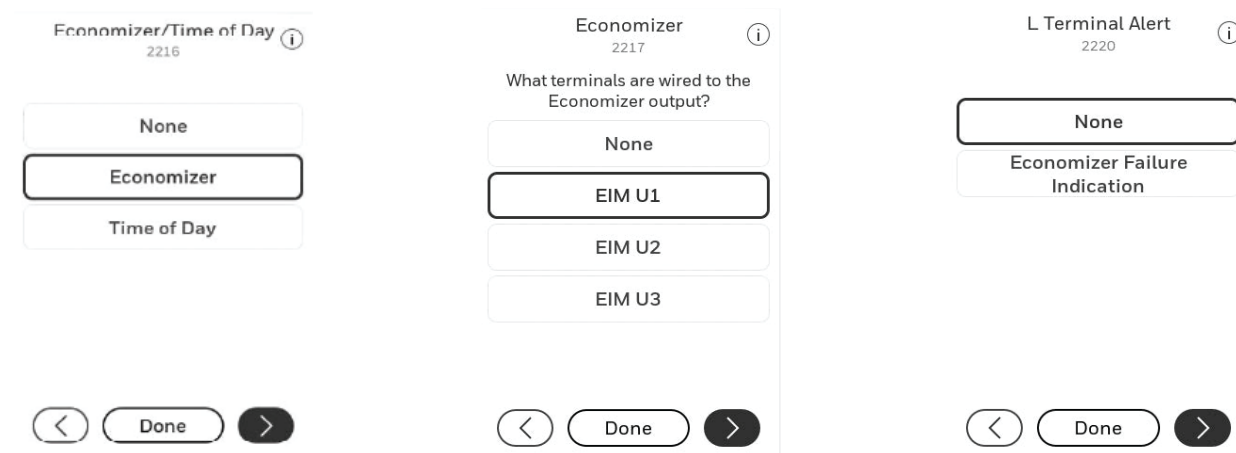 Economizer/Time of Day
2216
None
Economizer
Time of Day
Done
Economizer
2217
What terminals are wired to the
Economizer output?
None
EIM U1
EIM U2
EIM U3
Done
L Terminal Alert
2220
None
Economizer Failure
Indication
Done